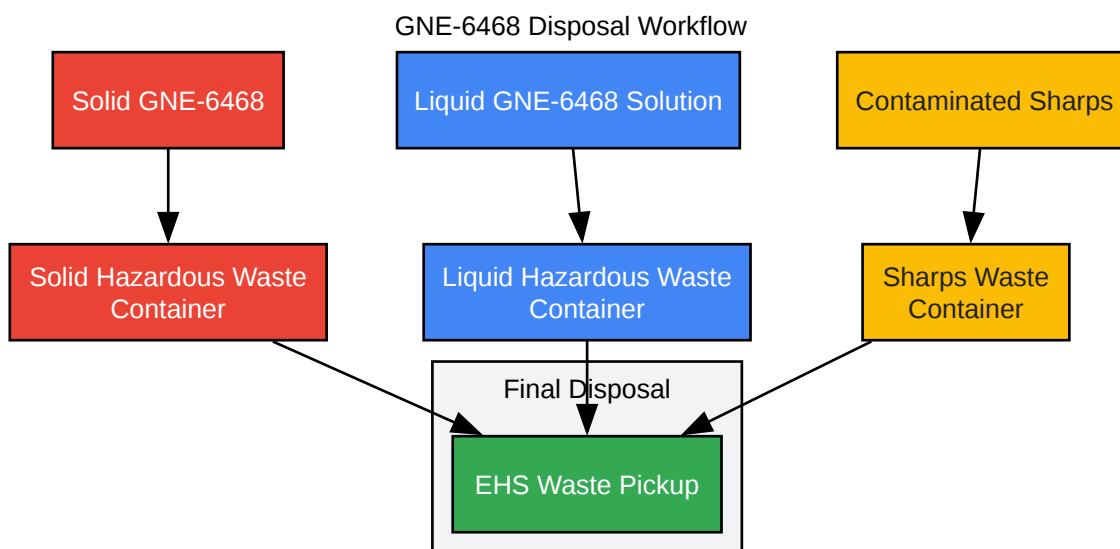 GNE-6468 Disposal Workflow
Solid GNE-6468
Liquid GNE-6468 Solution
Contaminated Sharps
Solid Hazardous Waste
Container
Liquid Hazardous Waste
Container
Sharps Waste
Container
Final Disposal
EHS Waste Pickup